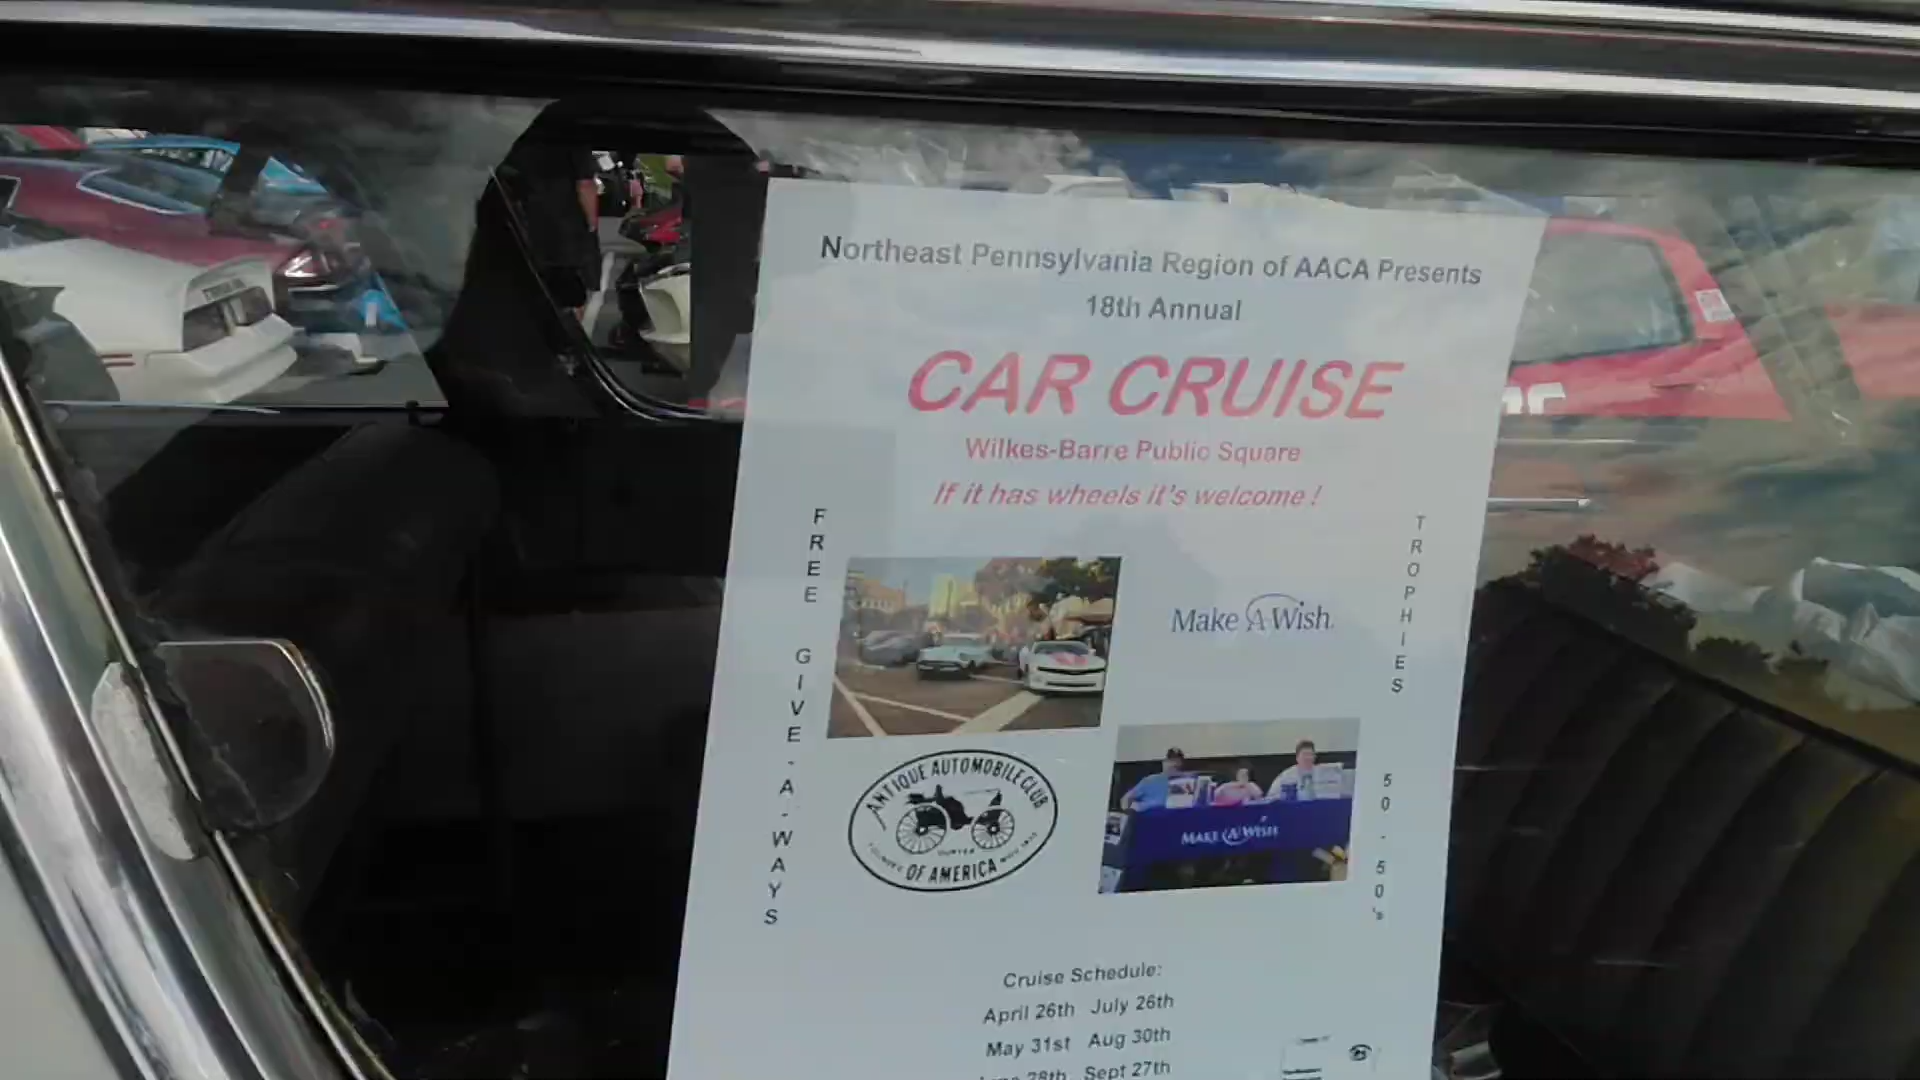 Northeast Pennsylvania Region of AACA Presents
18th Annual
CAR CRUISE
Wilkes-Barre Public Square
If it has wheels it's welcome!
FREE GIVE-A-WAYS
TROPHIES
50-50's
Make A Wish
ANTIQUE AUTOMOBILE CLUB
OF AMERICA
MAKE A WISH
Cruise Schedule:
April 26th July 26th
May 31st Aug 30th
28th Sept 27th